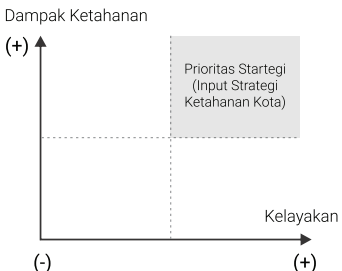 Dampak Ketahanan
(+)
Prioritas Startegi
(Input Strategi
Ketahanan Kota)
Kelayakan
(-)
(+)